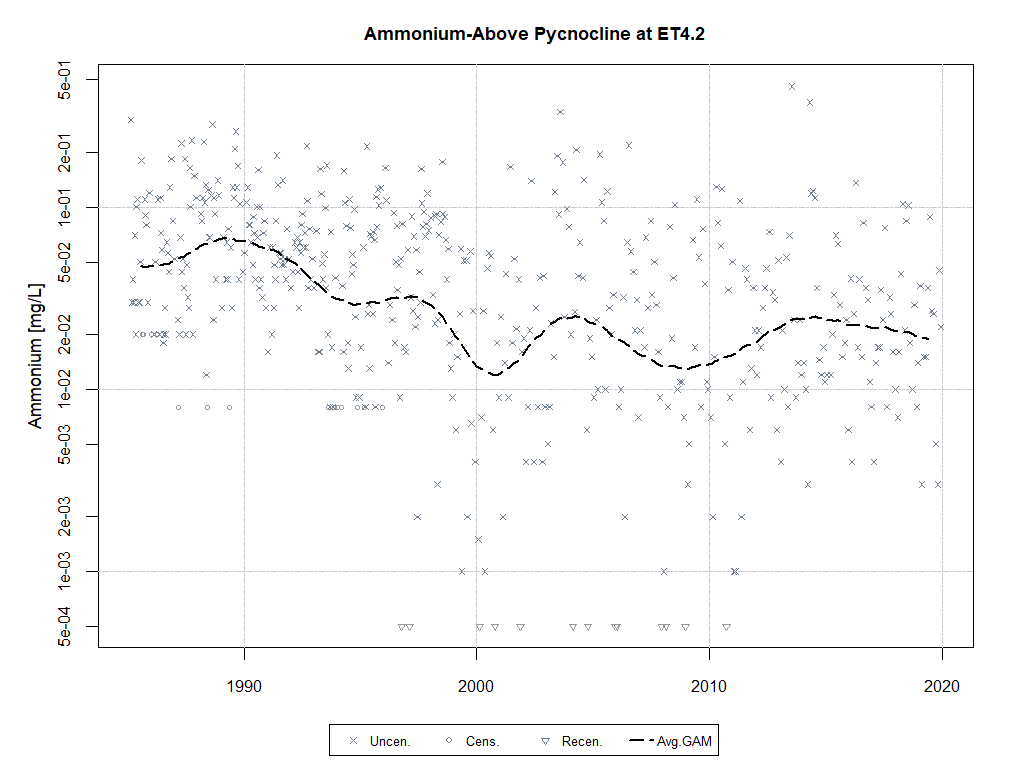 Ammonium-Above Pycnocline at ET4.2
Ammonium [mg/L]
5e-01
2e-01
1e-01
5e-02
2e-02
1e-02
5e-03
2e-03
1e-03
5e-04
1990 2000 2010 2020
Uncen. Cens. Recen. Avg.GAM